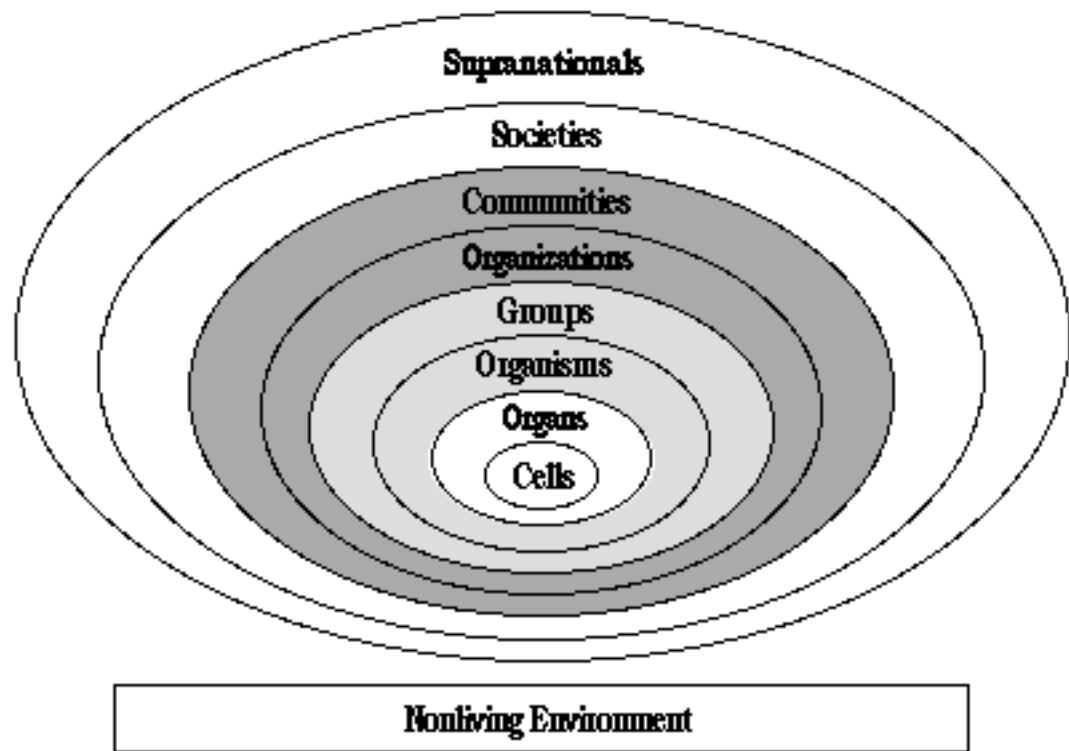 Supranationals
Societies
Communities
Organizations
Groups
Organisms
Organs
Cells
Nonliving Environment